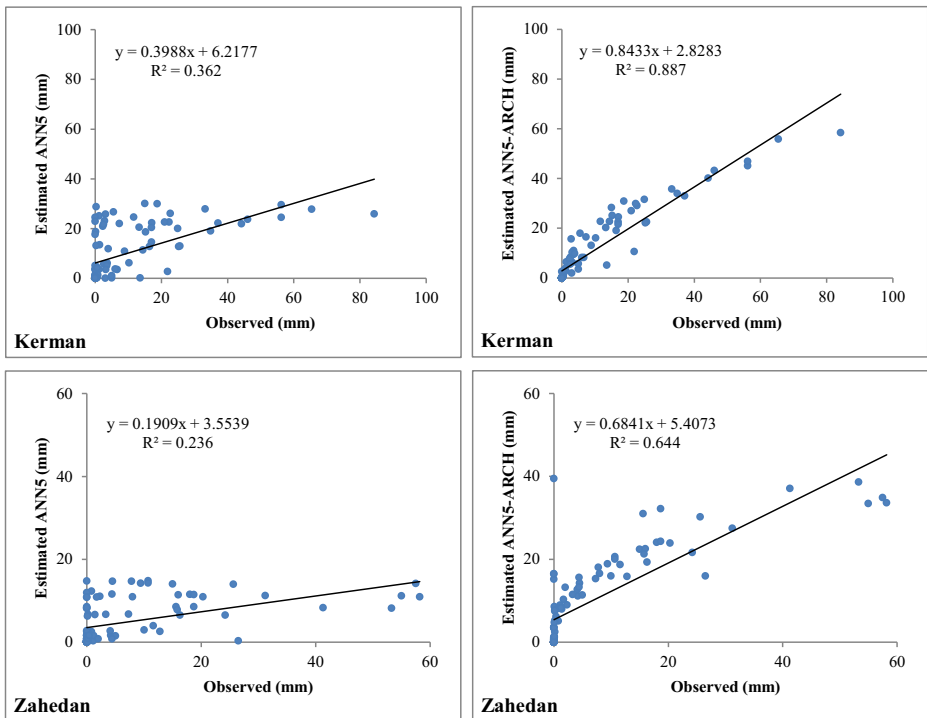 y = 0.3988x + 6.2177
R² = 0.362
Estimated ANN5 (mm)
100
80
60
40
20
0
0 20 40 60 80 100
Observed (mm)
Kerman
y = 0.8433x + 2.8283
R² = 0.887
Estimated ANN5-ARCH (mm)
100
80
60
40
20
0
0 20 40 60 80 100
Observed (mm)
Kerman
y = 0.1909x + 3.5539
R² = 0.236
Estimated ANN5 (mm)
60
40
20
0
0 20 40 60
Observed (mm)
Zahedan
y = 0.6841x + 5.4073
R² = 0.644
Estimated ANN5-ARCH (mm)
60
40
20
0
0 20 40 60
Observed (mm)
Zahedan